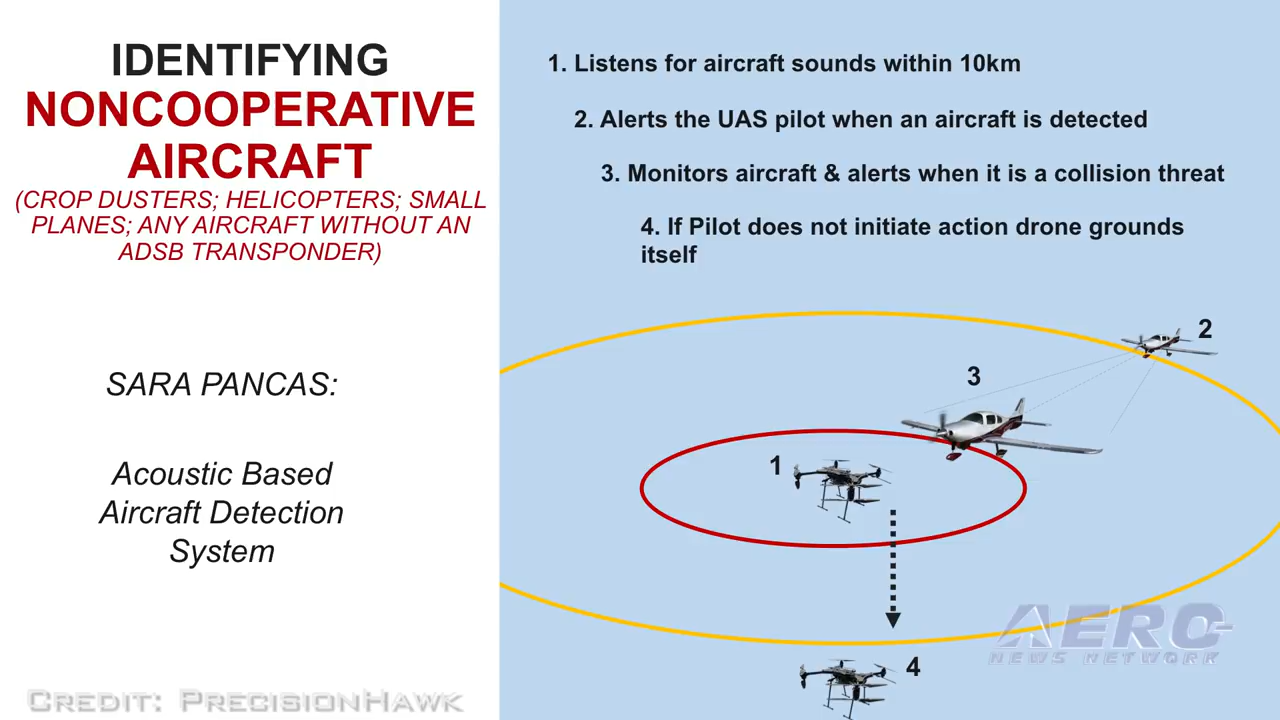 IDENTIFYING
NONCOOPERATIVE
AIRCRAFT
(CROP DUSTERS; HELICOPTERS; SMALL
PLANES; ANY AIRCRAFT WITHOUT AN
ADSB TRANSPONDER)
SARA PANCAS:
Acoustic Based
Aircraft Detection
System
Credit: PrecisionHawk
1. Listens for aircraft sounds within 10km
2. Alerts the UAS pilot when an aircraft is detected
3. Monitors aircraft & alerts when it is a collision threat
4. If Pilot does not initiate action drone grounds
itself
2
3
1
4
AERO
NEWS NETWORK